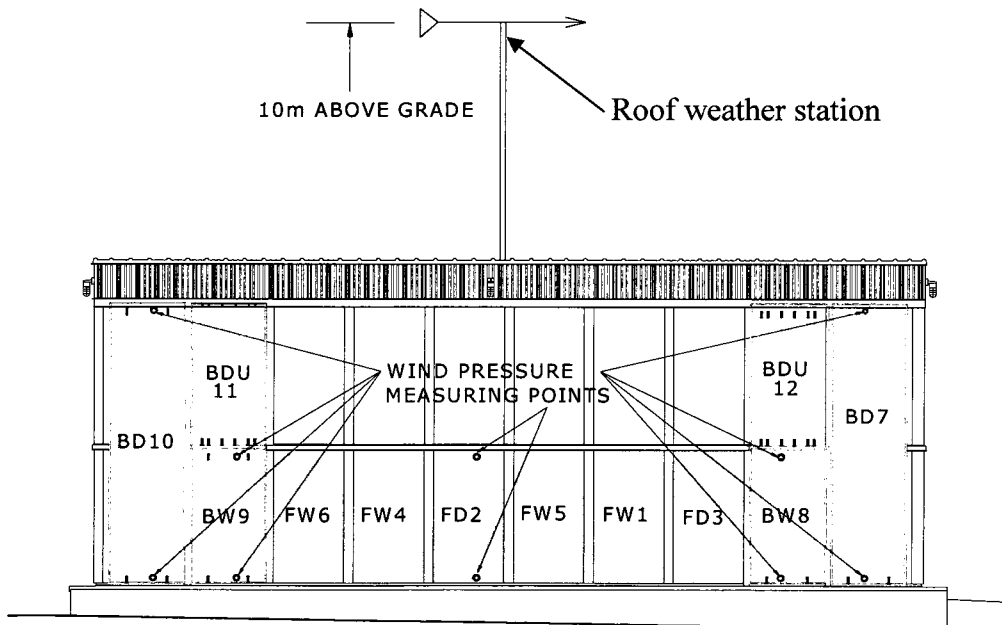 10m ABOVE GRADE
Roof weather station
BDU
11
WIND PRESSURE
MEASURING POINTS
BDU
12
BD10
BD7
BW9
FW6
FW4
FD2
FW5
FW1
FD3
BW8